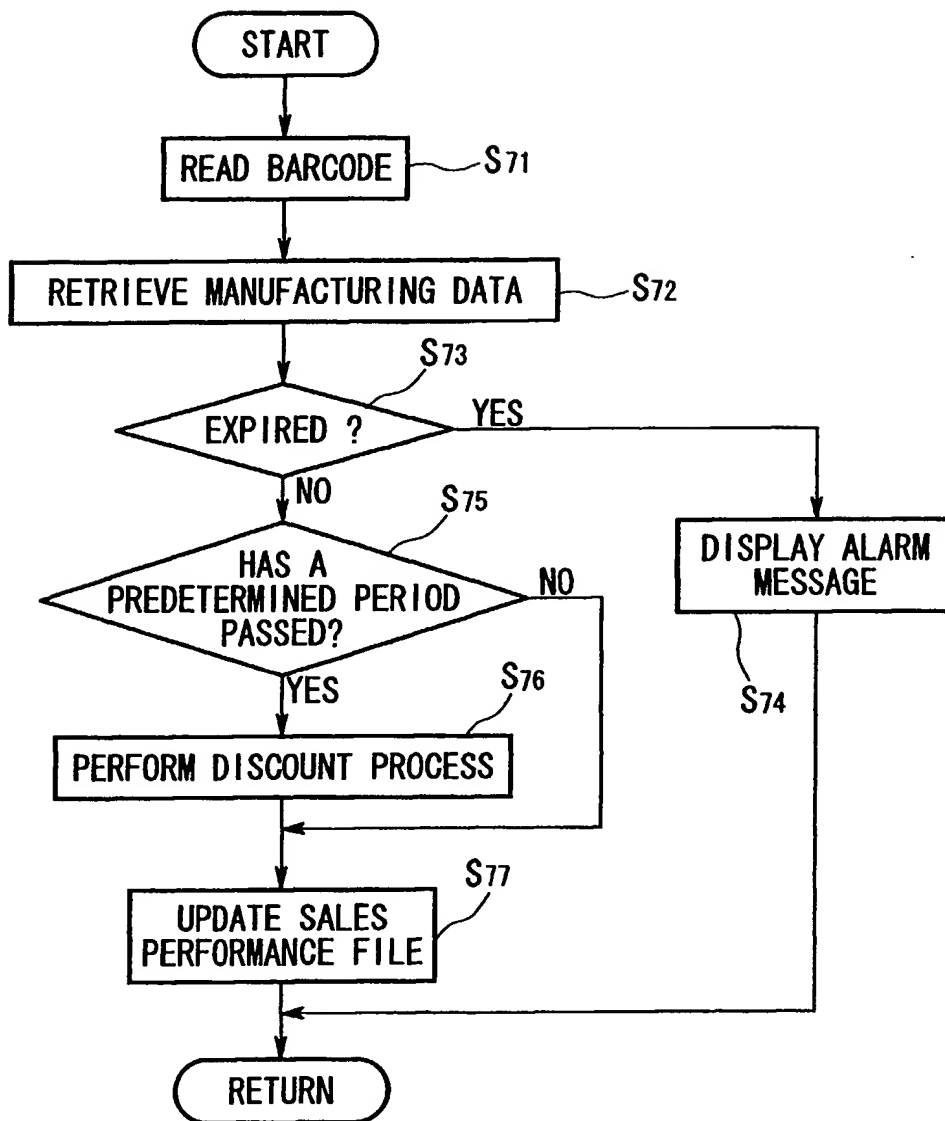 START
READ BARCODE
S71
RETRIEVE MANUFACTURING DATA
S72
S73
EXPIRED ?
YES
NO
S75
HAS A
PREDETERMINED PERIOD
PASSED?
NO
YES
DISPLAY ALARM
MESSAGE
S74
S76
PERFORM DISCOUNT PROCESS
S77
UPDATE SALES
PERFORMANCE FILE
RETURN